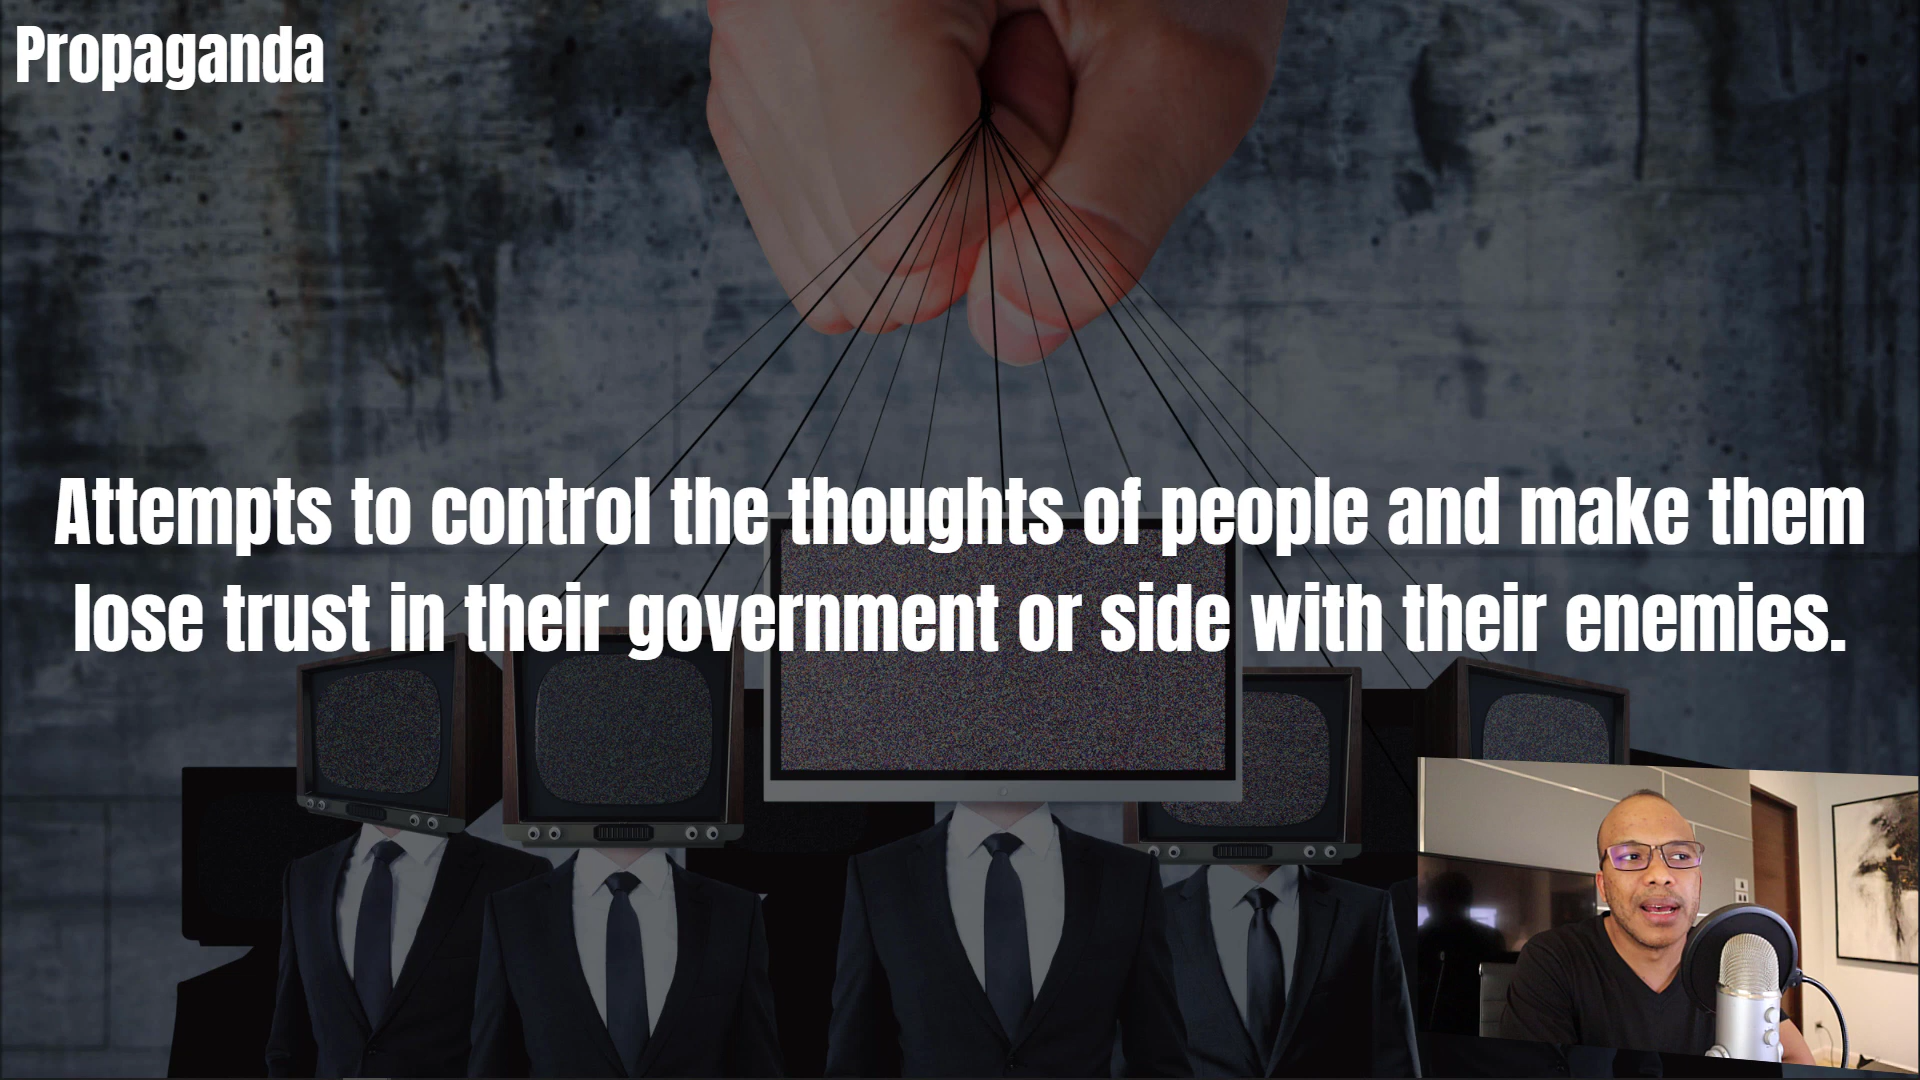 Propaganda
Attempts to control the thoughts of people and make them
lose trust in their government or side with their enemies.